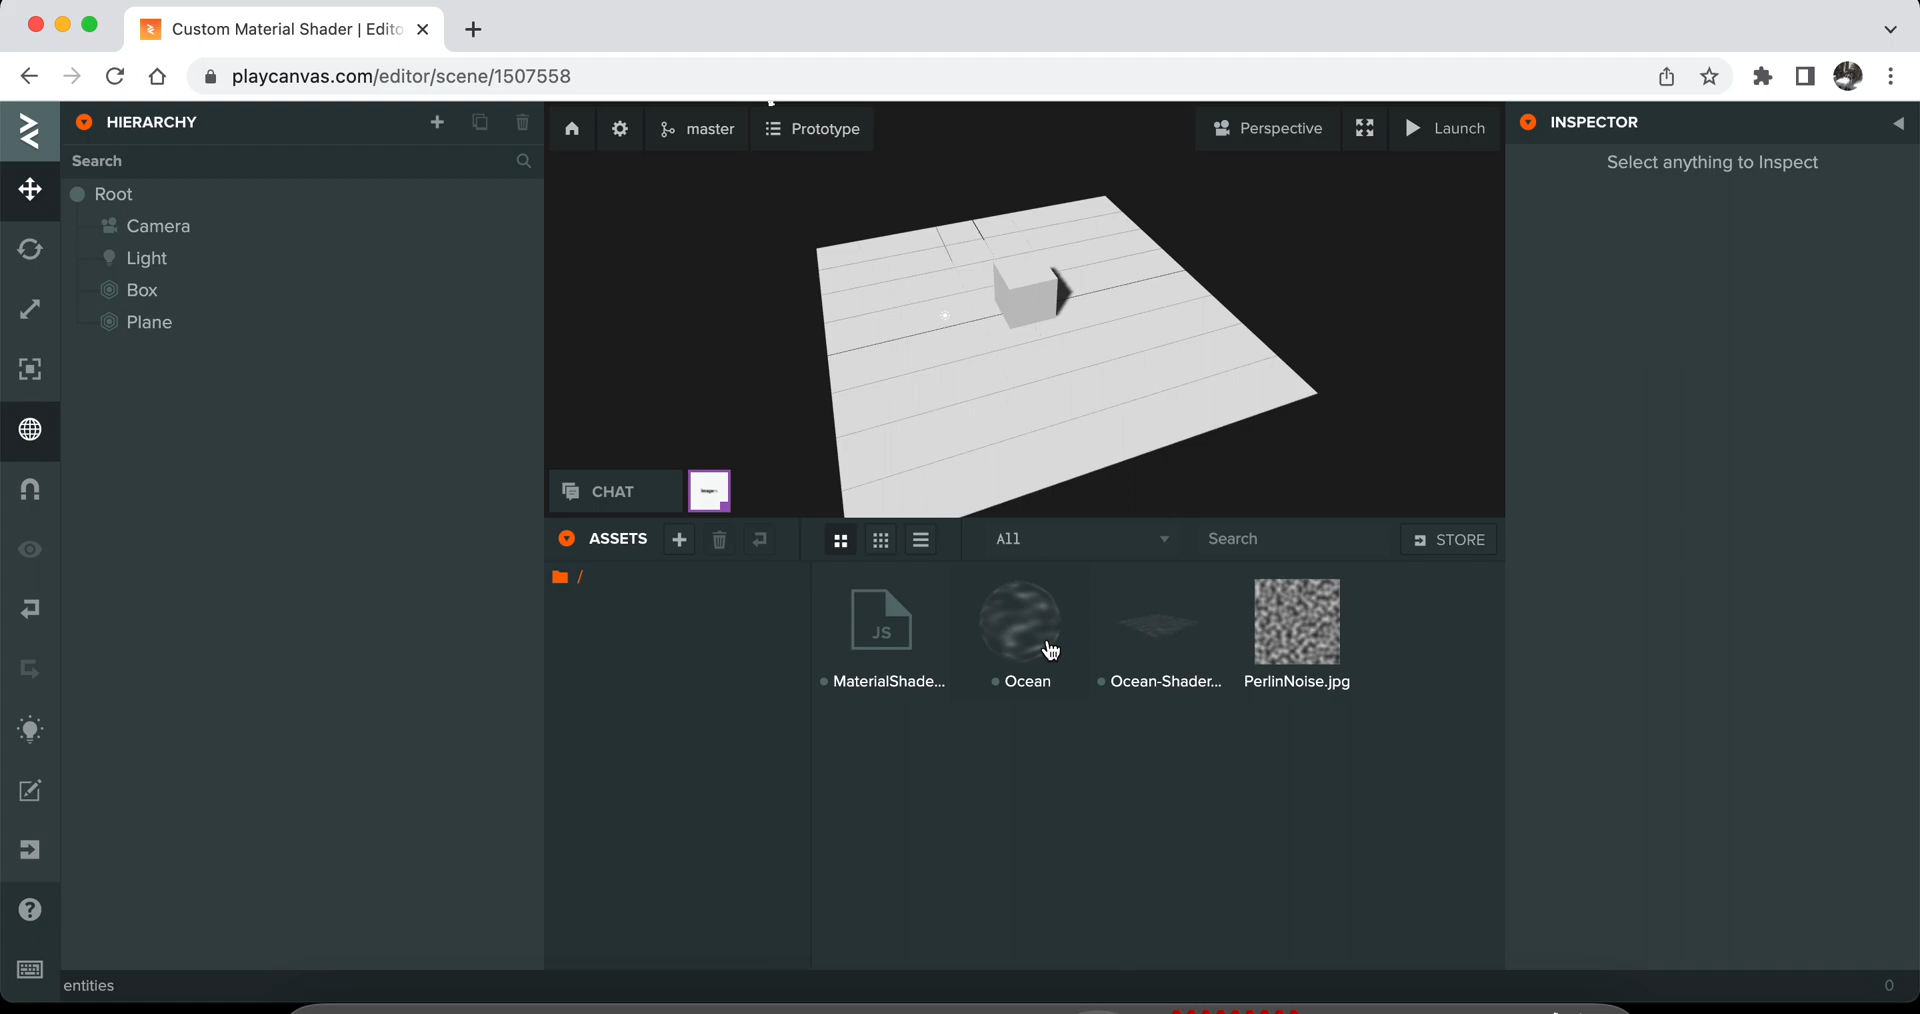 Custom Material Shader | Edito
playcanvas.com/editor/scene/1507558
HIERARCHY
Search
Root
Camera
Light
Box
Plane
master
Prototype
Perspective
Launch
CHAT
INSPECTOR
Select anything to Inspect
ASSETS
All
Search
STORE
/
JS
MaterialShade...
Ocean
Ocean-Shader...
PerlinNoise.jpg
entities
0